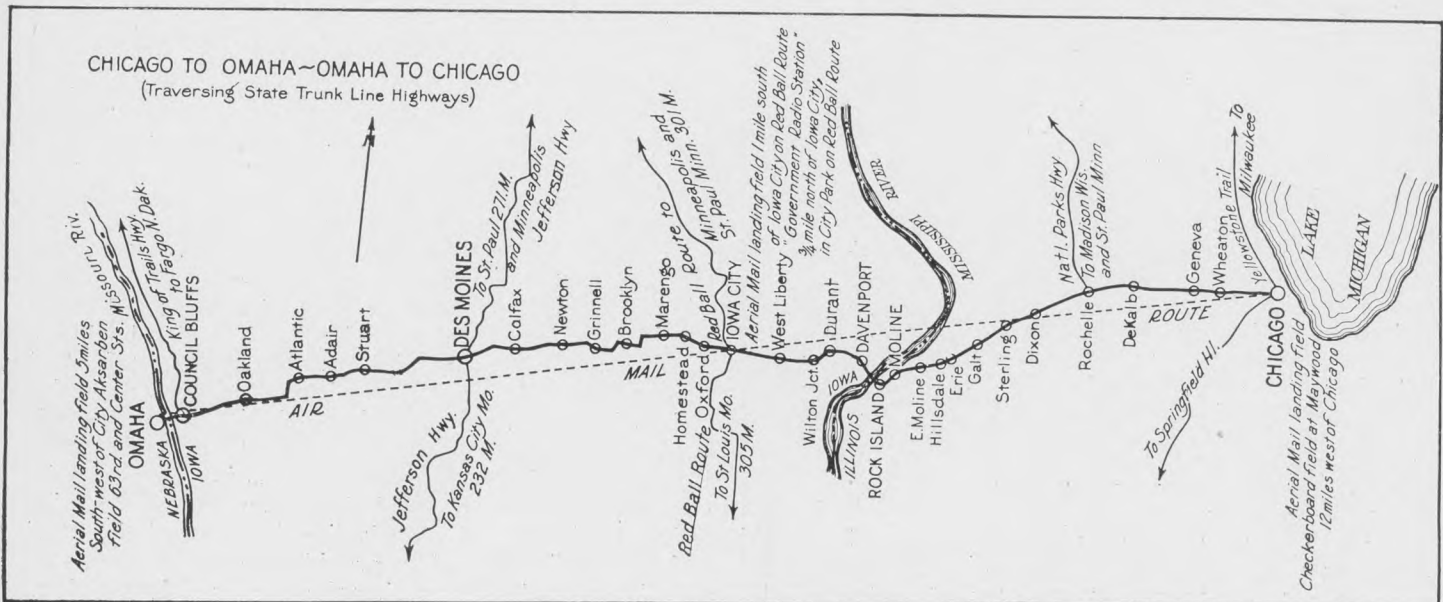 CHICAGO TO OMAHA~OMAHA TO CHICAGO
(Traversing State Trunk Line Highways)
Aerial Mail landing field 5 miles
South-west of City Aksarben
field 63rd and Center Sts.
Missouri Riv.
King of Trails Hwy.
to Fargo N. Dak.
OMAHA
NEBRASKA
IOWA
COUNCIL BLUFFS
Oakland
Atlantic
Adair
Stuart
DES MOINES
To St. Paul 271. M.
and Minneapolis
Jefferson Hwy
Jefferson Hwy.
To Kansas City Mo.
232 M.
Colfax
Newton
Grinnell
Brooklyn
Marengo
Homestead
Oxford
Red Ball Route to
Minneapolis and
St. Paul Minn. 301 M.
IOWA CITY
Red Ball Route
To St Louis Mo.
305 M.
Aerial Mail landing field 1 mile south
of Iowa City on Red Ball Route
"Government Radio Station"
¾ mile north of Iowa City,
in City Park on Red Ball Route
West Liberty
Wilton Jct.
Durant
DAVENPORT
IOWA
ILLINOIS
MISSISSIPPI
RIVER
ROCK ISLAND
MOLINE
E. Moline
Hillsdale
Erie
Galt
Sterling
Dixon
Rochelle
Natl. Parks Hwy
To Madison Wis.
and St. Paul Minn
DeKalb
Geneva
Wheaton
Yellowstone Trail
To Milwaukee
AIR
MAIL
ROUTE
CHICAGO
LAKE
MICHIGAN
To Springfield Ill.
Aerial Mail landing field
Checkerboard field at Maywood
12 miles west of Chicago